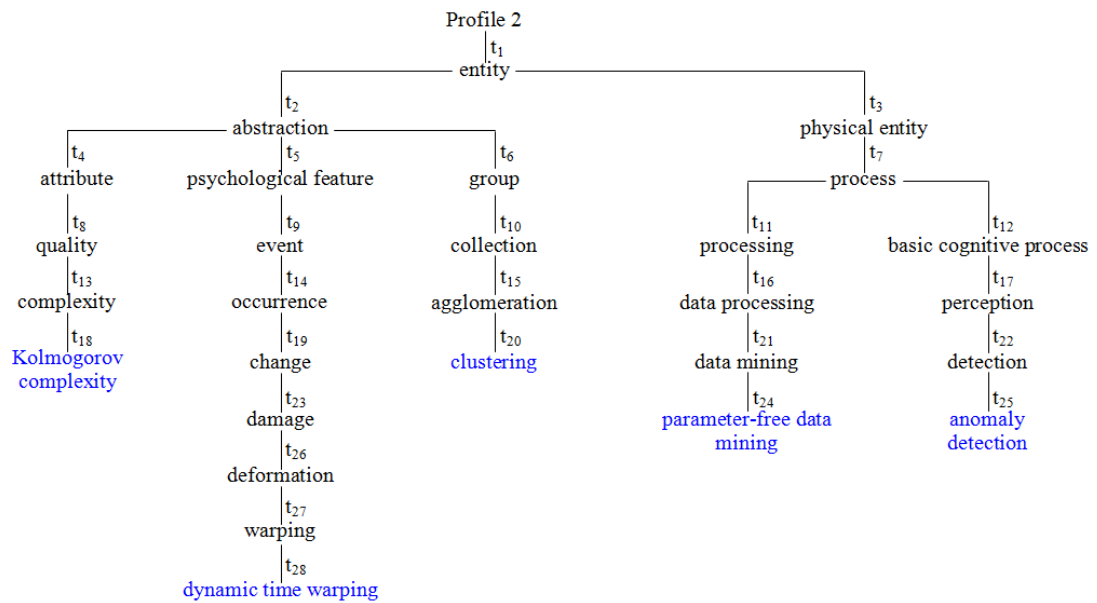 Profile 2
t1
entity
t2 t3
abstraction physical entity
t4 t5 t6 t7
attribute psychological feature group process
t8 t9 t10 t11 t12
quality event collection processing basic cognitive process
t13 t14 t15 t16 t17
complexity occurrence agglomeration data processing perception
t18 t19 t20 t21 t22
Kolmogorov change clustering data mining detection
complexity
t23 t24 t25
damage parameter-free data anomaly
mining detection
t26
deformation
t27
warping
t28
dynamic time warping